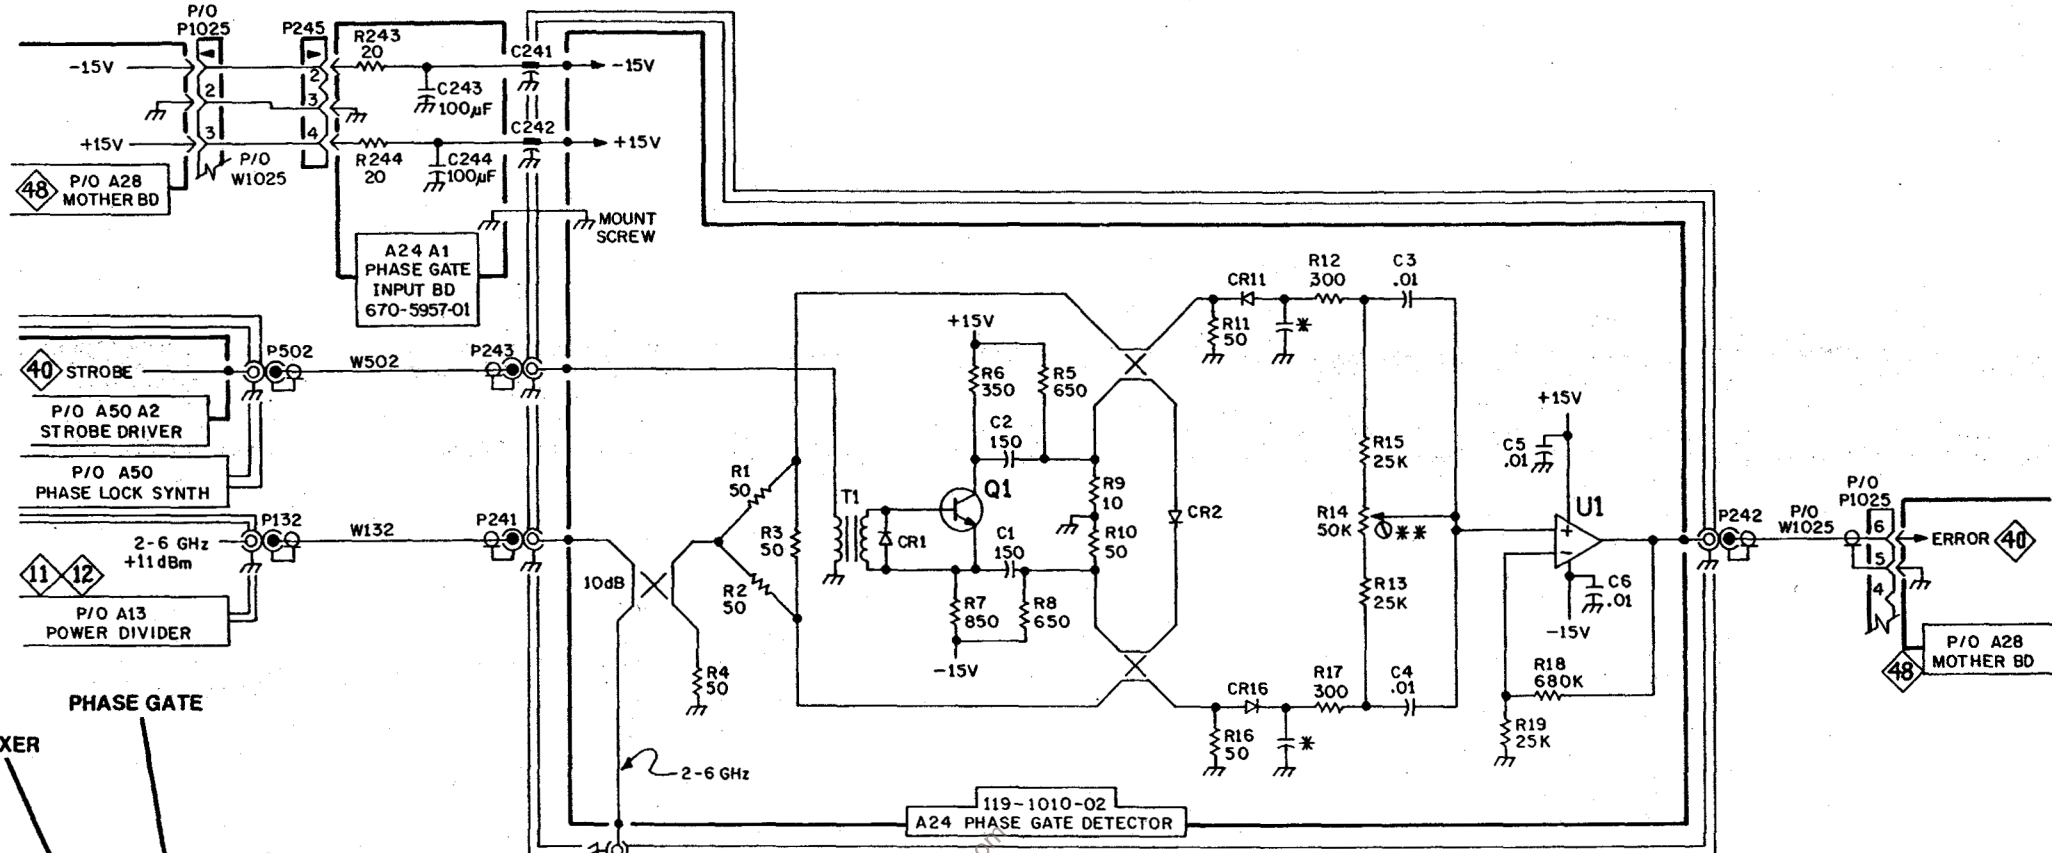 P/O
P1025
P245
R243
20
C241
-15V
-15V
2
2
C243
100µF
3
C242
+15V
3
4
+15V
P/O
W1025
R244
20
C244
100µF
48
P/O A28
MOTHER BD
MOUNT
SCREW
A24 A1
PHASE GATE
INPUT BD
670-5957-01
40
STROBE
P502
W502
P243
P/O A50 A2
STROBE DRIVER
P/O A50
PHASE LOCK SYNTH
P132
W132
P241
2-6 GHz
+11dBm
11
12
P/O A13
POWER DIVIDER
10dB
R4
50
R1
50
R2
50
R3
50
T1
CR1
Q1
+15V
R6
350
R5
650
C2
150
C1
150
R7
850
R8
650
-15V
R9
10
R10
50
CR2
CR11
R11
50
*
R12
300
C3
.01
R15
25K
R14
50K
**
R13
25K
CR16
R16
50
*
R17
300
C4
.01
+15V
C5
.01
U1
+
−
C6
.01
-15V
R18
680K
R19
25K
P242
P/O
W1025
P/O
P1025
6
5
4
ERROR
40
48
P/O A28
MOTHER BD
2-6 GHz
119-1010-02
A24 PHASE GATE DETECTOR
PHASE GATE
XER
om